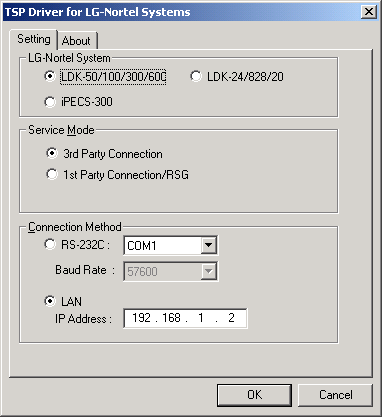 TSP Driver for LG-Nortel Systems
Setting
About
LG-Nortel System
LDK-50/100/300/600
LDK-24/828/20
iPECS-300
Service Mode
3rd Party Connection
1st Party Connection/RSG
Connection Method
RS-232C :
COM1
Baud Rate :
57600
LAN
IP Address :
192 . 168 . 1 . 2
OK
Cancel